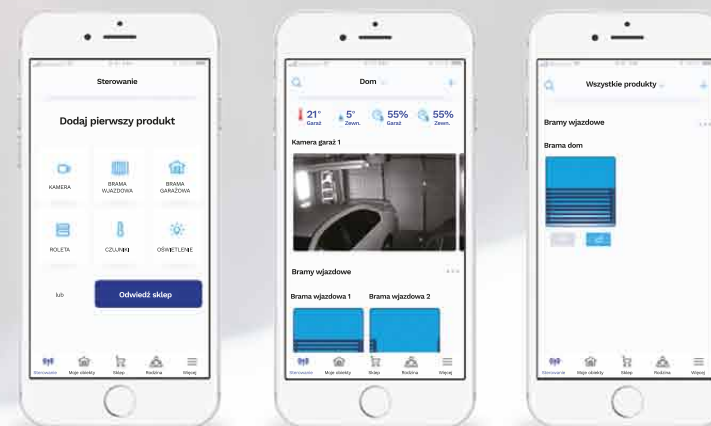 Sterowanie
Dodaj pierwszy produkt
KAMERA
BRAMA
WJAZDOWA
BRAMA
GARAŻOWA
ROLETA
CZUJNIKI
OŚWIETLENIE
lub
Odwiedź sklep
Sterowanie
Moje obiekty
Sklep
Rodzina
Więcej
Dom
21°
Garaż
5°
Zewn.
55%
Garaż
55%
Zewn.
Kamera garaż 1
Bramy wjazdowe
Brama wjazdowa 1
Brama wjazdowa 2
Sterowanie
Moje obiekty
Sklep
Rodzina
Więcej
Wszystkie produkty
Bramy wjazdowe
Brama dom
Sterowanie
Moje obiekty
Sklep
Rodzina
Więcej